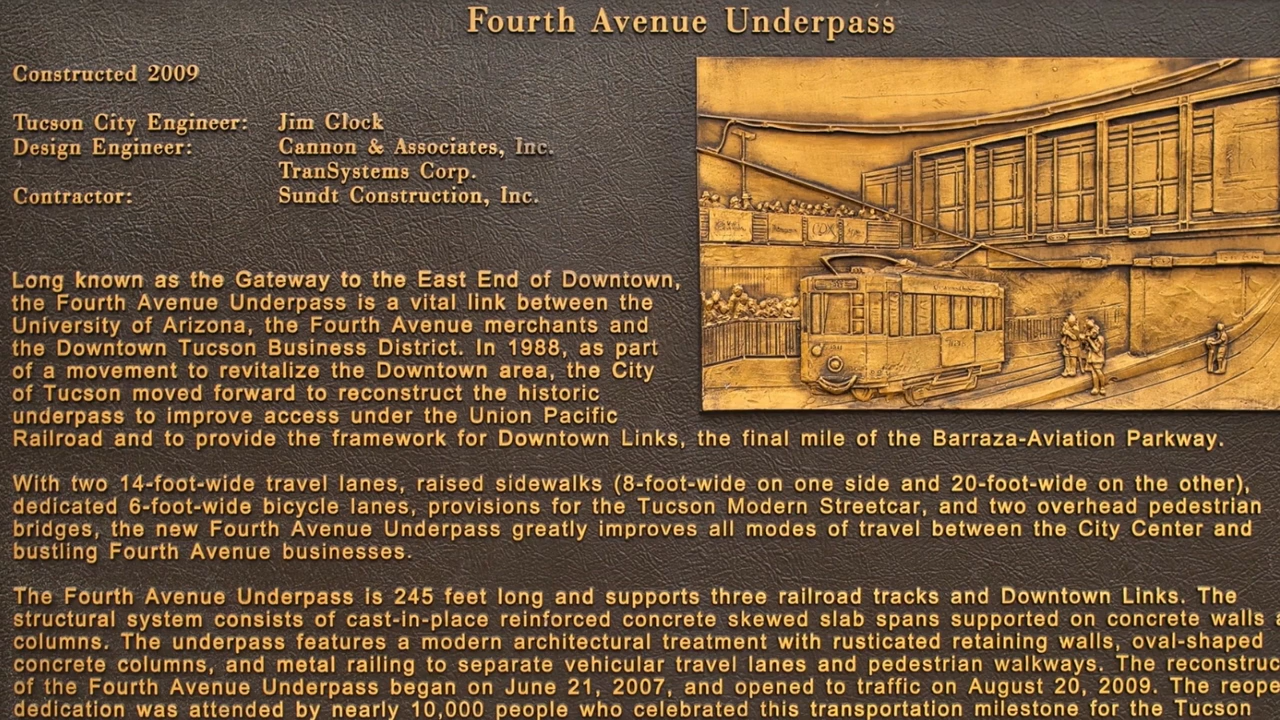 Fourth Avenue Underpass
Constructed 2009
Tucson City Engineer: Jim Glock
Design Engineer: Cannon & Associates, Inc.
TranSystems Corp.
Contractor: Sundt Construction, Inc.
Long known as the Gateway to the East End of Downtown,
the Fourth Avenue Underpass is a vital link between the
University of Arizona, the Fourth Avenue merchants and
the Downtown Tucson Business District. In 1988, as part
of a movement to revitalize the Downtown area, the City
of Tucson moved forward to reconstruct the historic
underpass to improve access under the Union Pacific
Railroad and to provide the framework for Downtown Links, the final mile of the Barraza-Aviation Parkway.
With two 14-foot-wide travel lanes, raised sidewalks (8-foot-wide on one side and 20-foot-wide on the other),
dedicated 6-foot-wide bicycle lanes, provisions for the Tucson Modern Streetcar, and two overhead pedestrian
bridges, the new Fourth Avenue Underpass greatly improves all modes of travel between the City Center and
bustling Fourth Avenue businesses.
The Fourth Avenue Underpass is 245 feet long and supports three railroad tracks and Downtown Links. The
structural system consists of cast-in-place reinforced concrete skewed slab spans supported on concrete walls
columns. The underpass features a modern architectural treatment with rusticated retaining walls, oval-shaped
concrete columns, and metal railing to separate vehicular travel lanes and pedestrian walkways. The reconstruc
of the Fourth Avenue Underpass began on June 21, 2007, and opened to traffic on August 20, 2009. The reope
dedication was attended by nearly 10,000 people who celebrated this transportation milestone for the Tucson